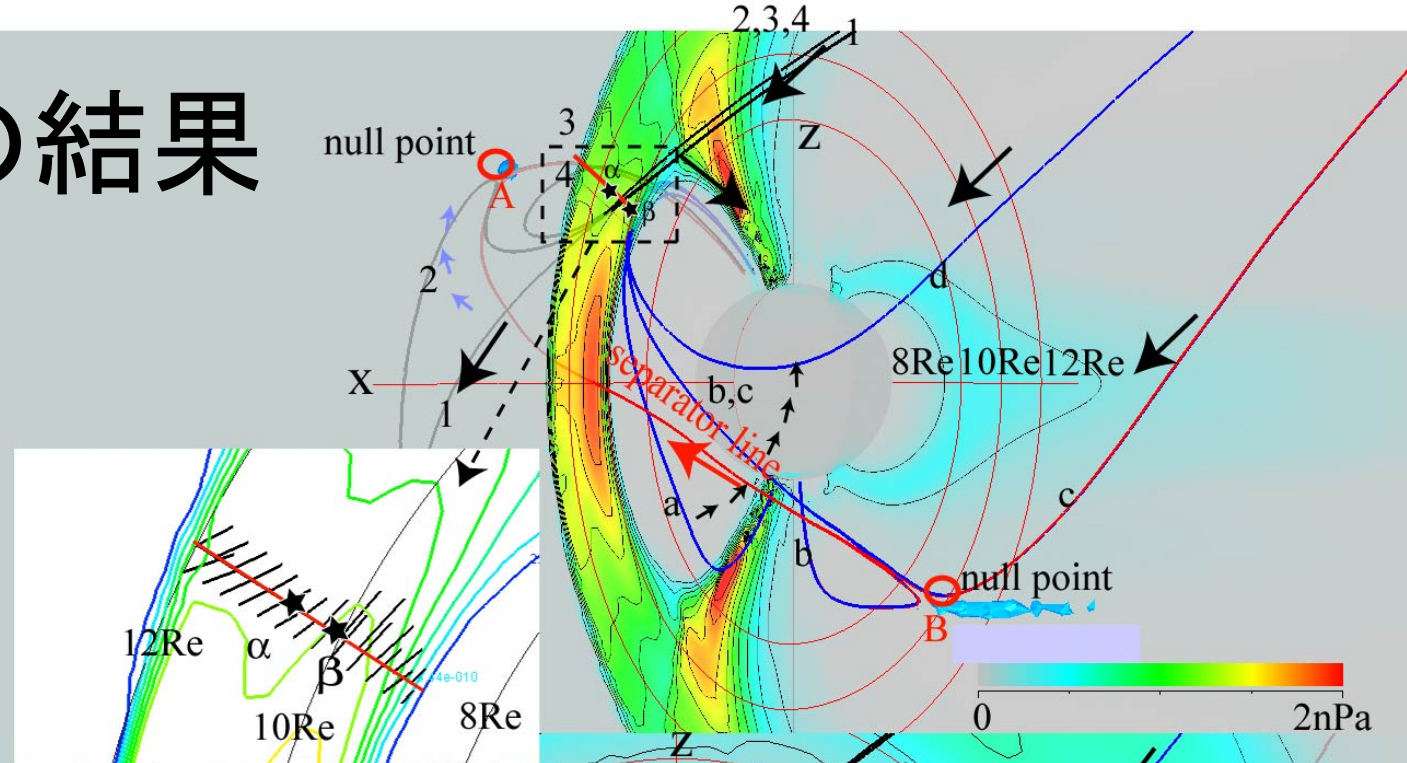 の結果
2,3,4
1
null point
A
3
4
α
β
Z
2
d
X
8Re
10Re
12Re
b,c
separator line
1
a
b
c
null point
B
12Re
α
β
10Re
8Re
0
2nPa
Z